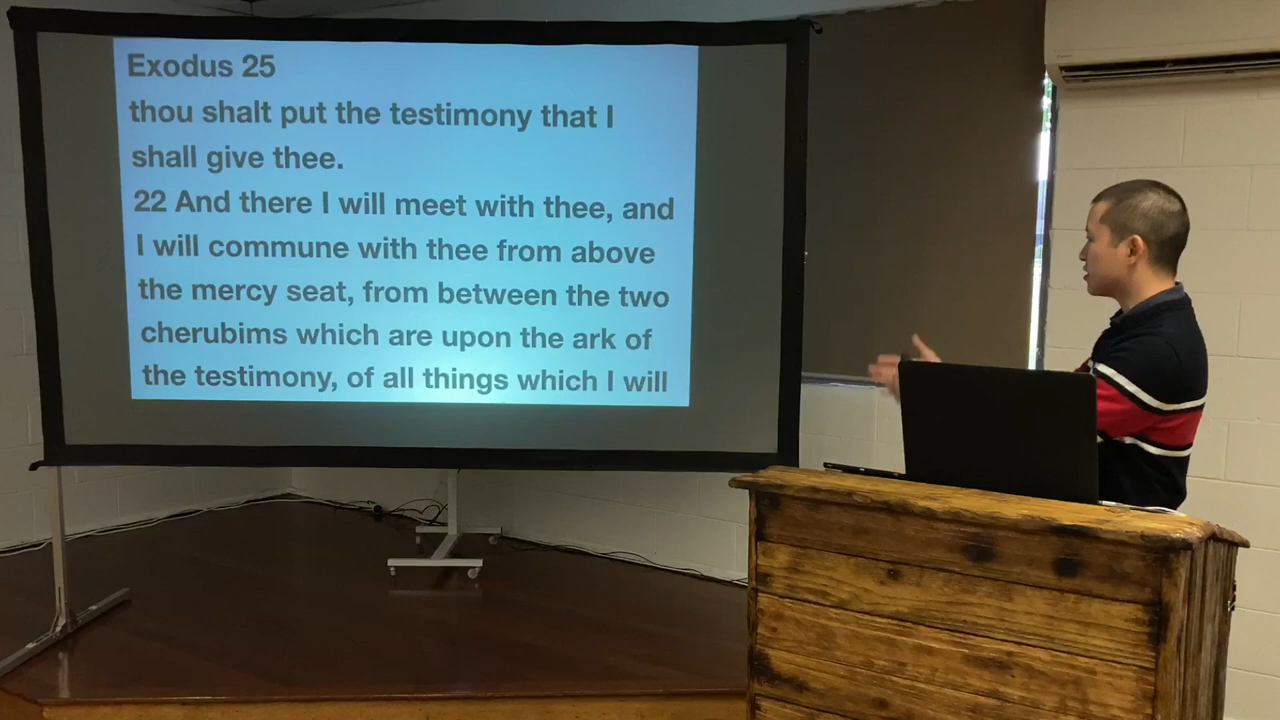 Exodus 25
thou shalt put the testimony that I
shall give thee.
22 And there I will meet with thee, and
I will commune with thee from above
the mercy seat, from between the two
cherubims which are upon the ark of
the testimony, of all things which I will